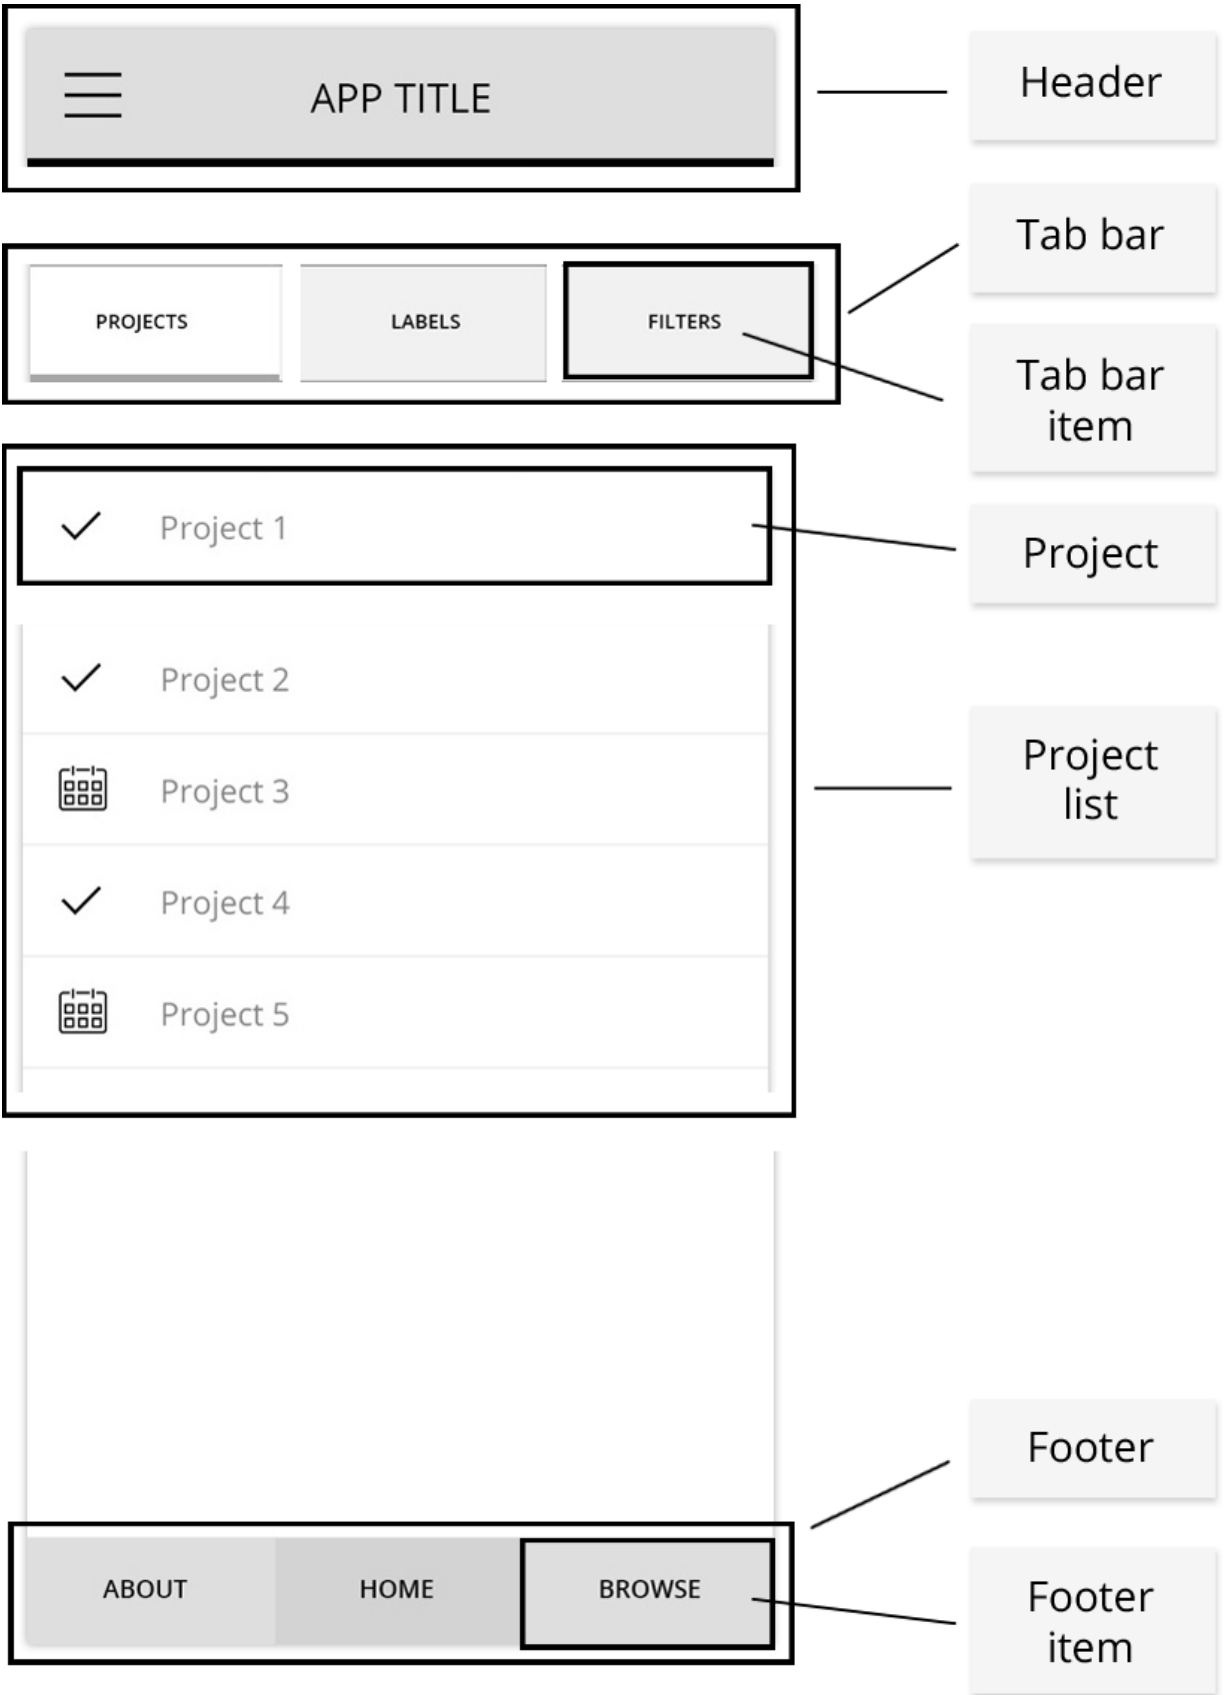 APP TITLE
Header
Tab bar
PROJECTS
LABELS
FILTERS
Tab bar
item
Project 1
Project
Project 2
Project 3
Project
list
Project 4
Project 5
Footer
ABOUT
HOME
BROWSE
Footer
item